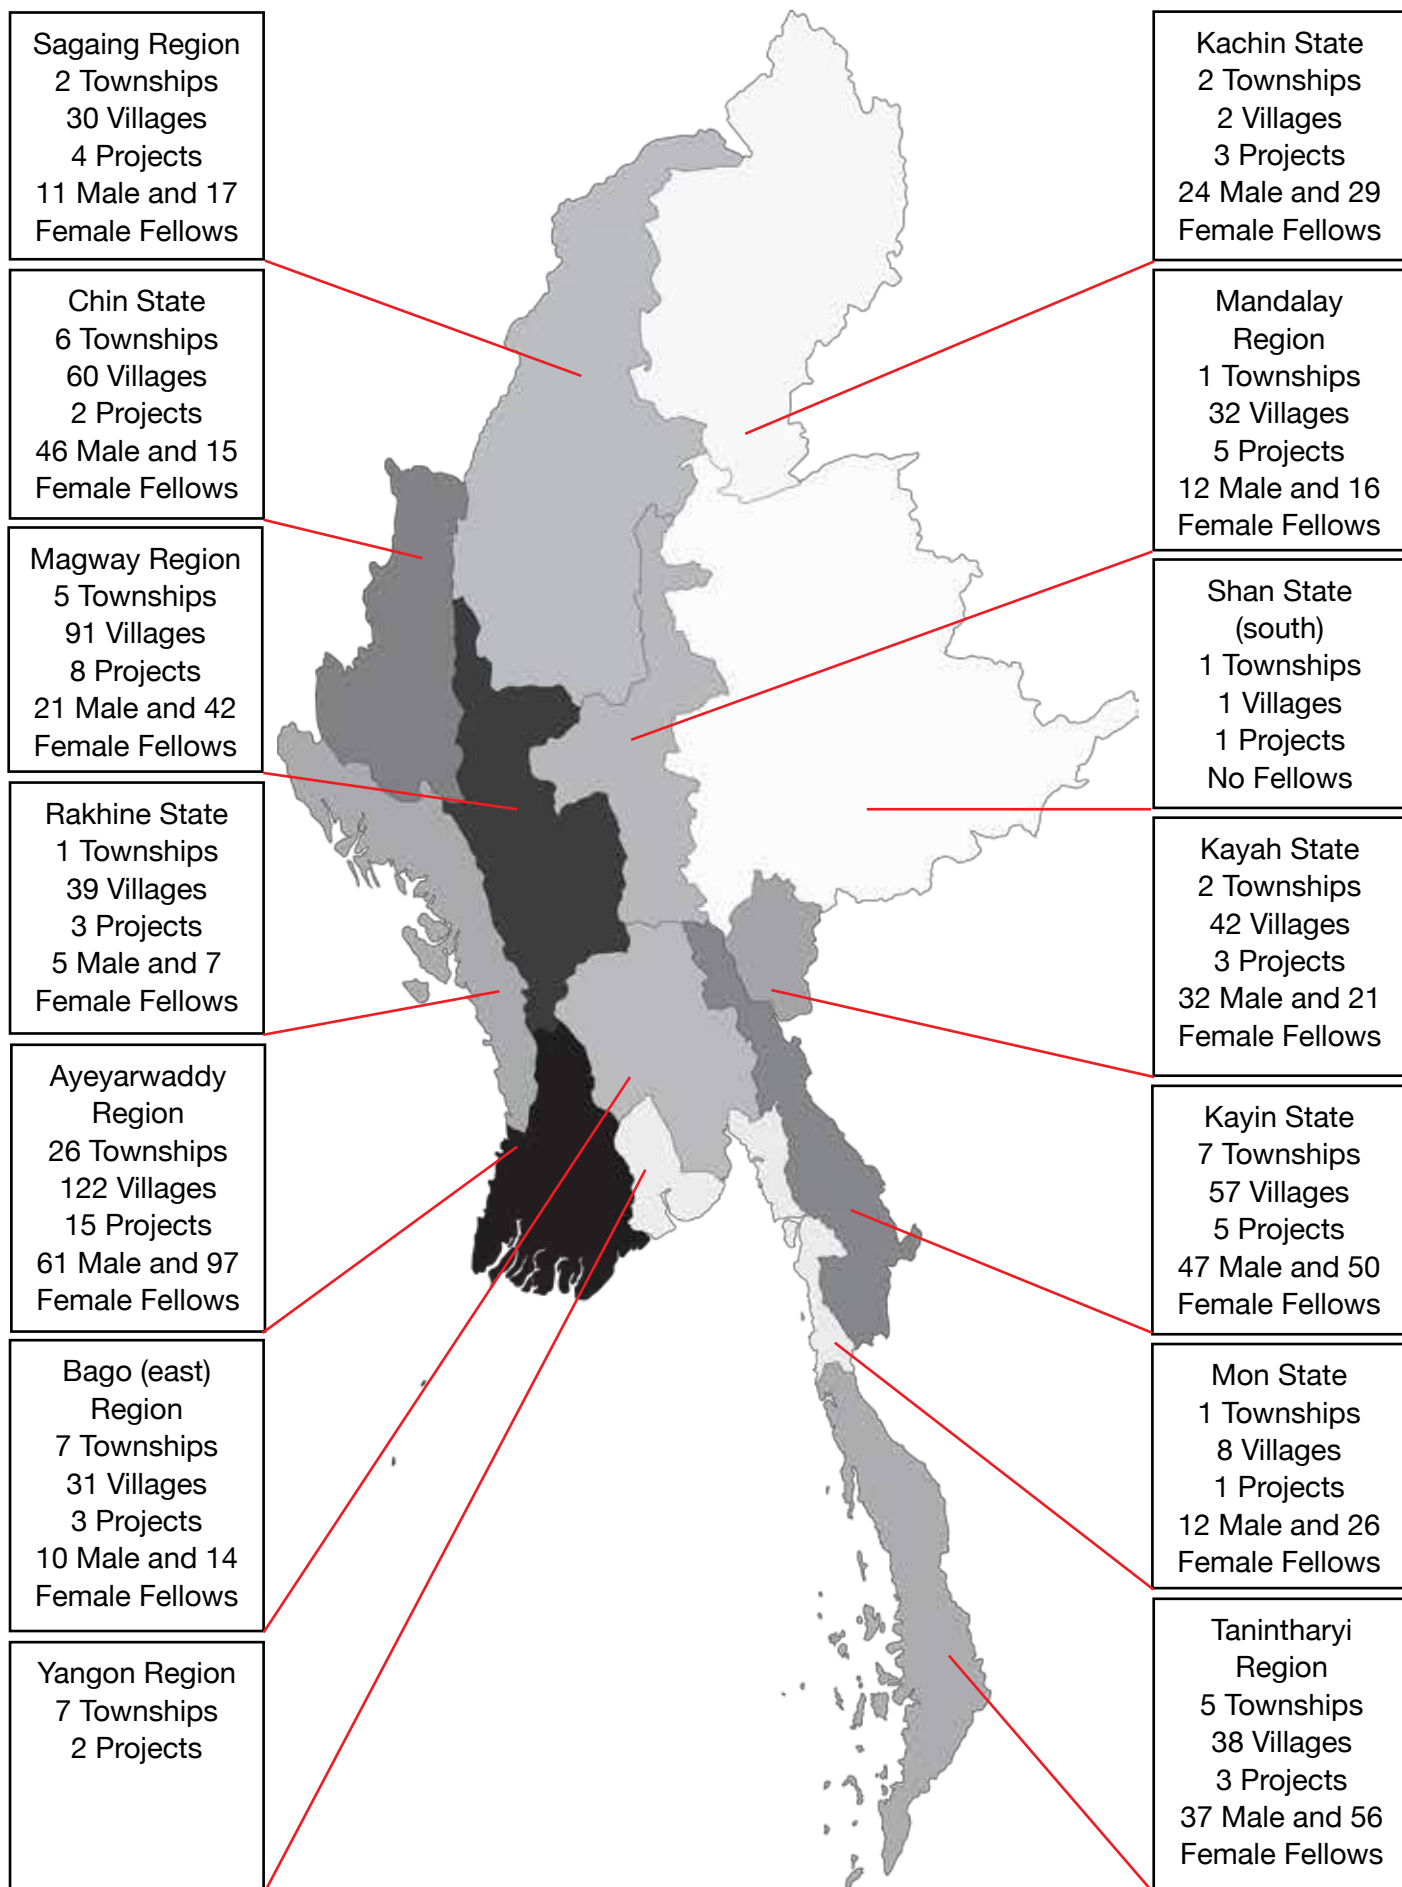 Sagaing Region
2 Townships
30 Villages
4 Projects
11 Male and 17
Female Fellows
Chin State
6 Townships
60 Villages
2 Projects
46 Male and 15
Female Fellows
Magway Region
5 Townships
91 Villages
8 Projects
21 Male and 42
Female Fellows
Rakhine State
1 Townships
39 Villages
3 Projects
5 Male and 7
Female Fellows
Ayeyarwaddy
Region
26 Townships
122 Villages
15 Projects
61 Male and 97
Female Fellows
Bago (east)
Region
7 Townships
31 Villages
3 Projects
10 Male and 14
Female Fellows
Yangon Region
7 Townships
2 Projects
Kachin State
2 Townships
2 Villages
3 Projects
24 Male and 29
Female Fellows
Mandalay
Region
1 Townships
32 Villages
5 Projects
12 Male and 16
Female Fellows
Shan State
(south)
1 Townships
1 Villages
1 Projects
No Fellows
Kayah State
2 Townships
42 Villages
3 Projects
32 Male and 21
Female Fellows
Kayin State
7 Townships
57 Villages
5 Projects
47 Male and 50
Female Fellows
Mon State
1 Townships
8 Villages
1 Projects
12 Male and 26
Female Fellows
Tanintharyi
Region
5 Townships
38 Villages
3 Projects
37 Male and 56
Female Fellows